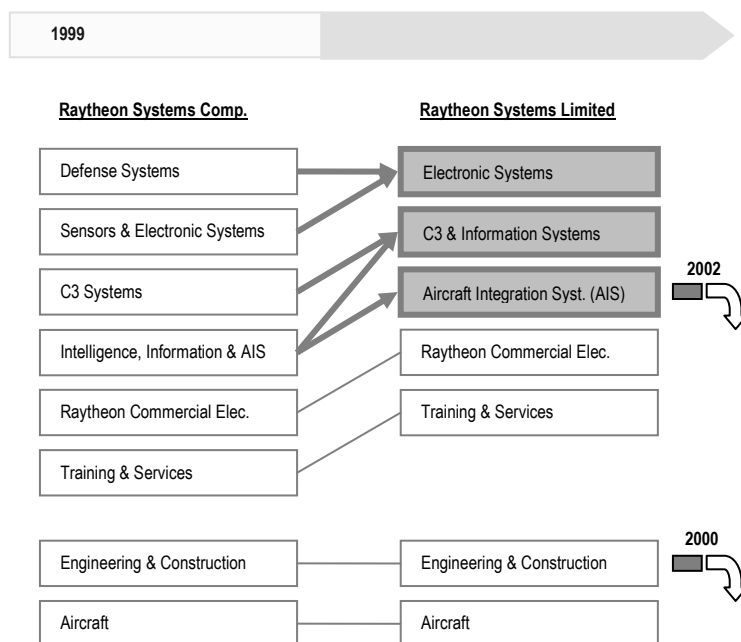 1999
Raytheon Systems Comp.
Raytheon Systems Limited
Defense Systems
Electronic Systems
Sensors & Electronic Systems
C3 & Information Systems
2002
C3 Systems
Aircraft Integration Syst. (AIS)
Intelligence, Information & AIS
Raytheon Commercial Elec.
Raytheon Commercial Elec.
Training & Services
Training & Services
2000
Engineering & Construction
Engineering & Construction
Aircraft
Aircraft